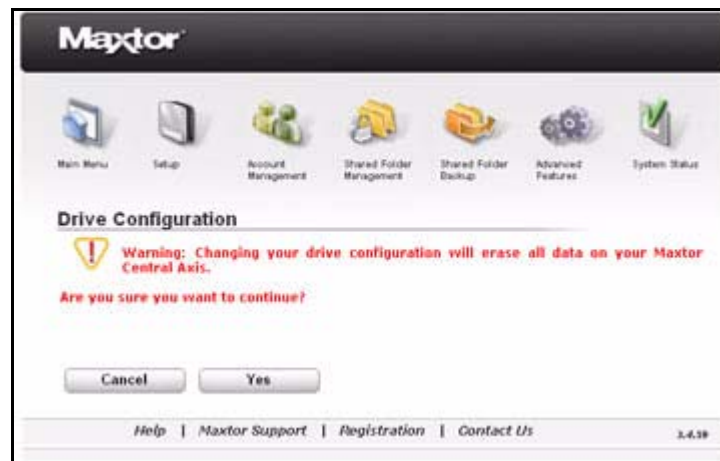 Maxtor
Main Menu
Setup
Account Management
Shared Folder Management
Shared Folder Backup
Advanced Features
System Status
Drive Configuration
Warning: Changing your drive configuration will erase all data on your Maxtor
Central Axis.
Are you sure you want to continue?
Cancel Yes
Help | Maxtor Support | Registration | Contact Us